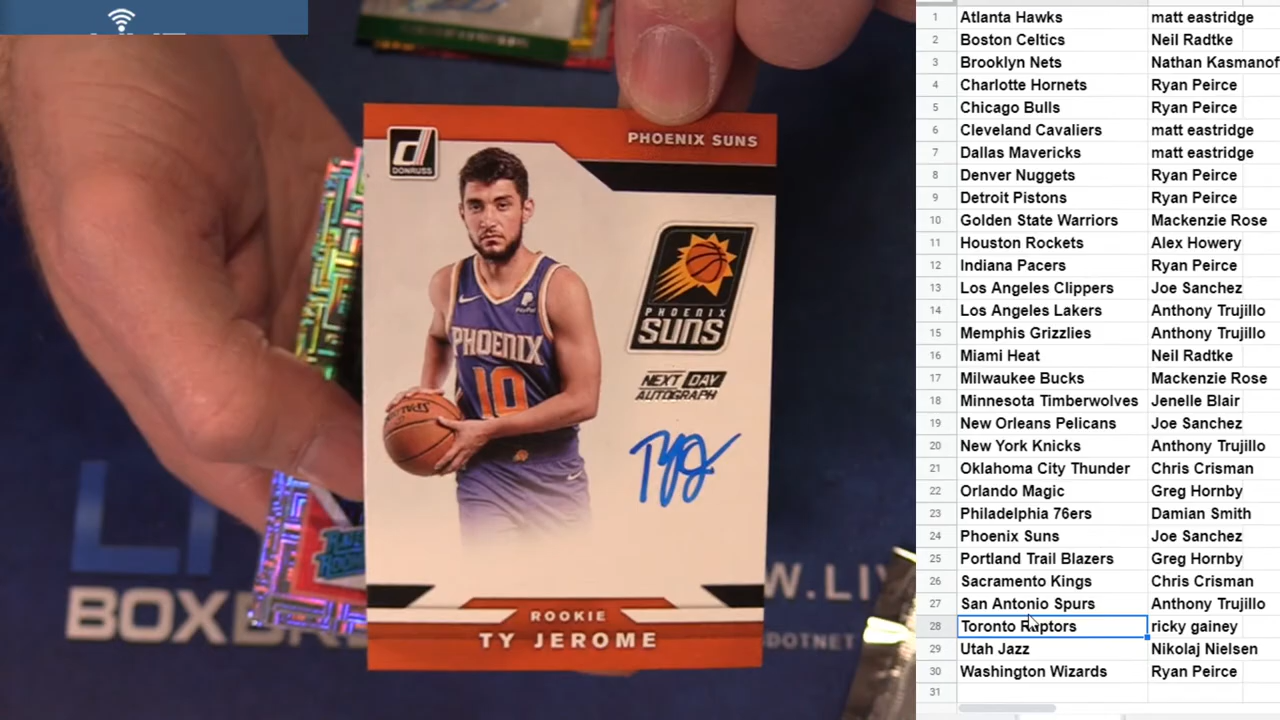 PHOENIX SUNS
DONRUSS
PHOENIX
SUNS
PayPal
PHOENIX
10
NEXT DAY
AUTOGRAPH
TYJ
ROOKIE
TY JEROME
BOXBR
W.LIV
DOTNET
1 Atlanta Hawks matt eastridge
2 Boston Celtics Neil Radtke
3 Brooklyn Nets Nathan Kasmanof
4 Charlotte Hornets Ryan Peirce
5 Chicago Bulls Ryan Peirce
6 Cleveland Cavaliers matt eastridge
7 Dallas Mavericks matt eastridge
8 Denver Nuggets Ryan Peirce
9 Detroit Pistons Ryan Peirce
10 Golden State Warriors Mackenzie Rose
11 Houston Rockets Alex Howery
12 Indiana Pacers Ryan Peirce
13 Los Angeles Clippers Joe Sanchez
14 Los Angeles Lakers Anthony Trujillo
15 Memphis Grizzlies Anthony Trujillo
16 Miami Heat Neil Radtke
17 Milwaukee Bucks Mackenzie Rose
18 Minnesota Timberwolves Jenelle Blair
19 New Orleans Pelicans Joe Sanchez
20 New York Knicks Anthony Trujillo
21 Oklahoma City Thunder Chris Crisman
22 Orlando Magic Greg Hornby
23 Philadelphia 76ers Damian Smith
24 Phoenix Suns Joe Sanchez
25 Portland Trail Blazers Greg Hornby
26 Sacramento Kings Chris Crisman
27 San Antonio Spurs Anthony Trujillo
28 Toronto Raptors ricky gainey
29 Utah Jazz Nikolaj Nielsen
30 Washington Wizards Ryan Peirce
31